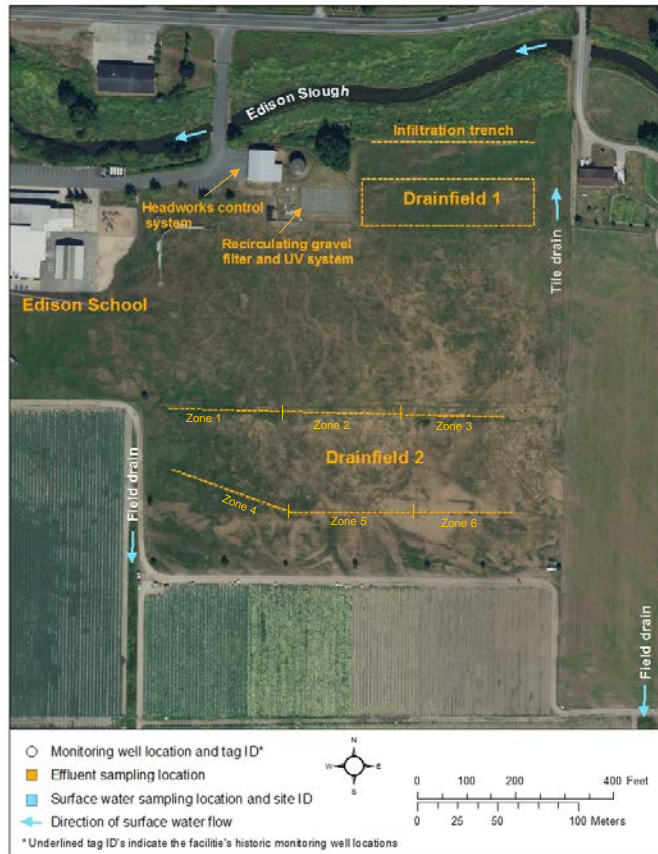 Edison Slough
Infiltration trench
Drainfield 1
Headworks control
system
Recirculating gravel
filter and UV system
Tile drain
Edison School
Zone 1
Zone 2
Zone 3
Drainfield 2
Field drain
Zone 4
Zone 5
Zone 6
Field drain
Monitoring well location and tag ID*
Effluent sampling location
Surface water sampling location and site ID
Direction of surface water flow
* Underlined tag ID's indicate the facilitie's historic monitoring well locations
N
W E
S
0 100 200 400 Feet
0 25 50 100 Meters